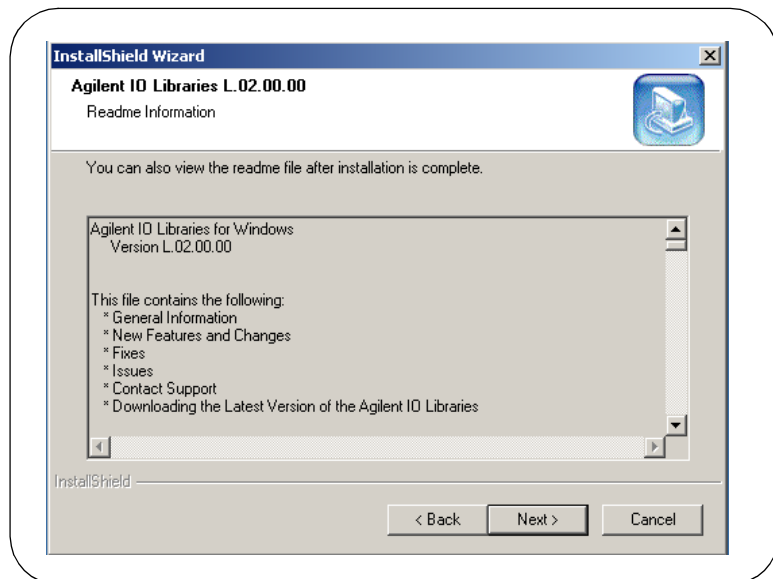 InstallShield Wizard
Agilent IO Libraries L.02.00.00
Readme Information
You can also view the readme file after installation is complete.
Agilent IO Libraries for Windows
Version L.02.00.00
This file contains the following:
* General Information
* New Features and Changes
* Fixes
* Issues
* Contact Support
* Downloading the Latest Version of the Agilent IO Libraries
InstallShield
< Back Next > Cancel